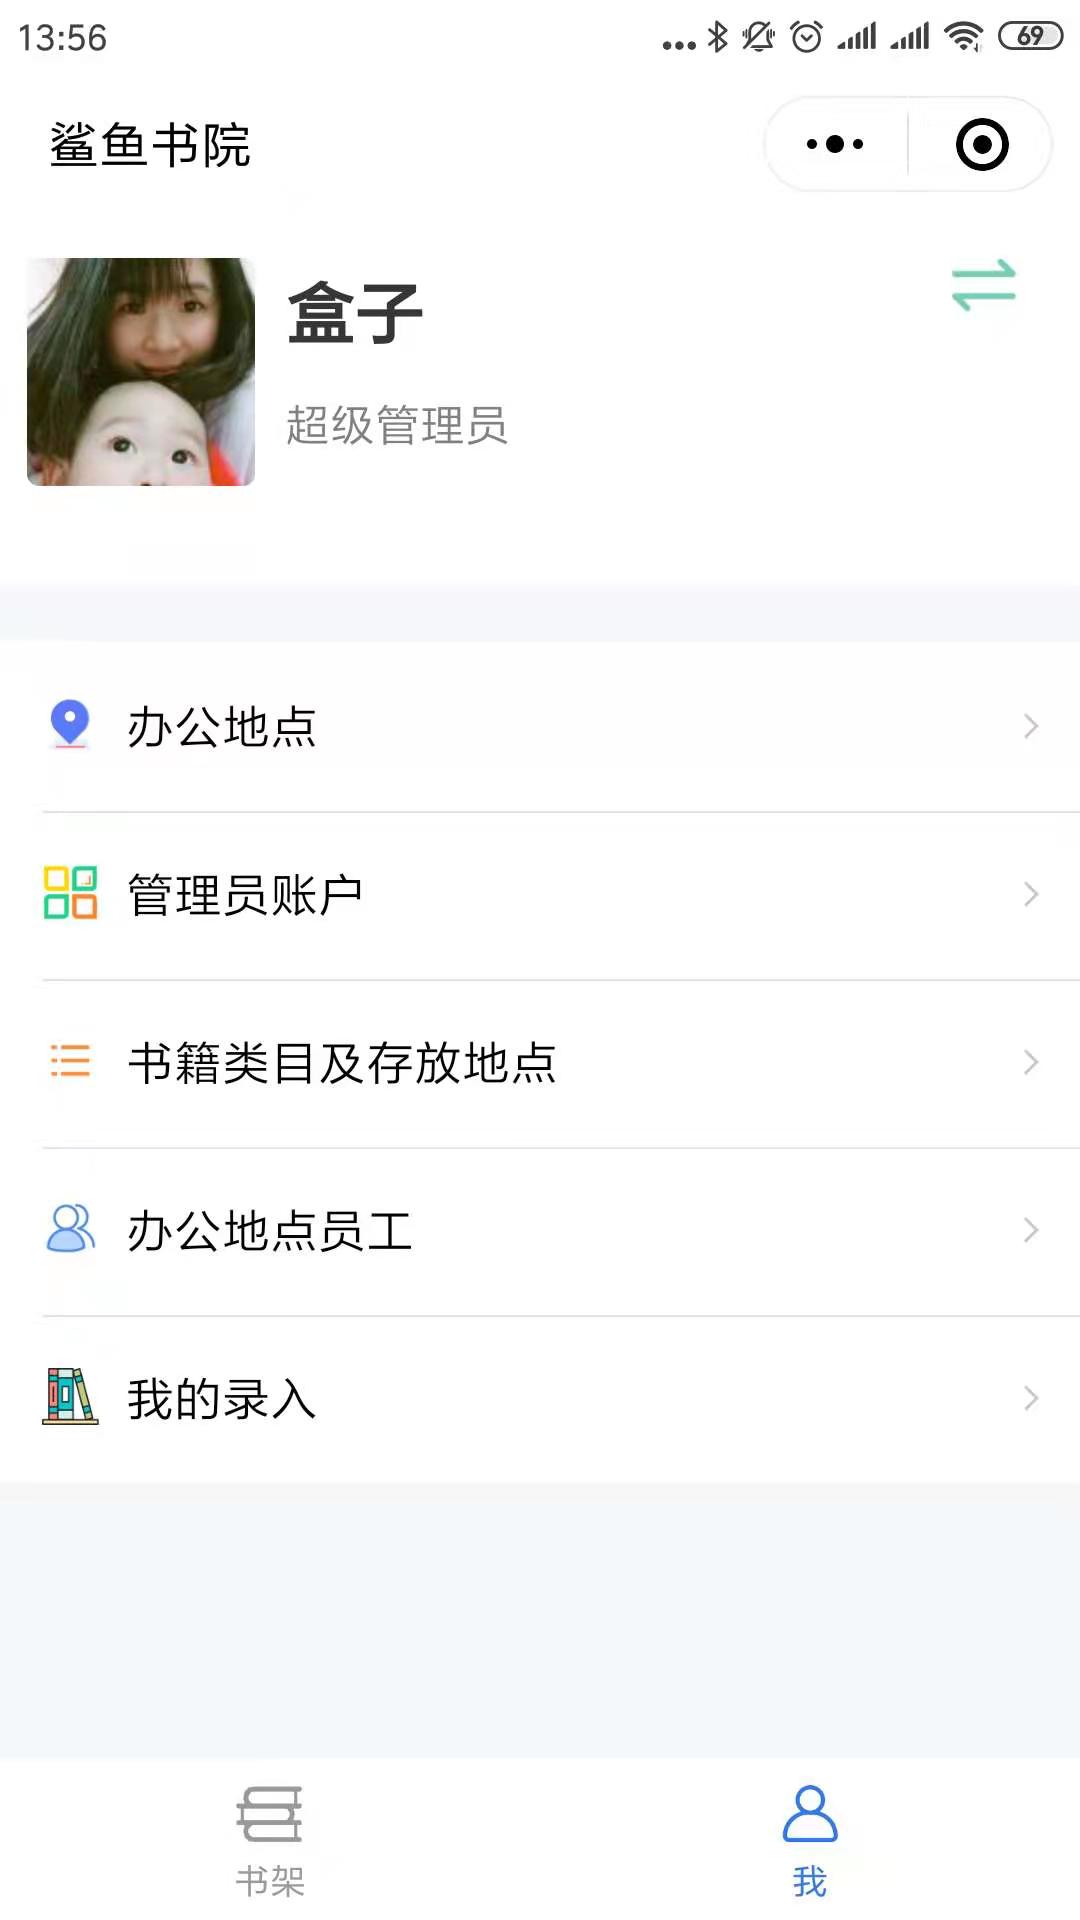 13:56
69
鲨鱼书院
盒子
超级管理员
办公地点
管理员账户
书籍类目及存放地点
办公地点员工
我的录入
书架
我